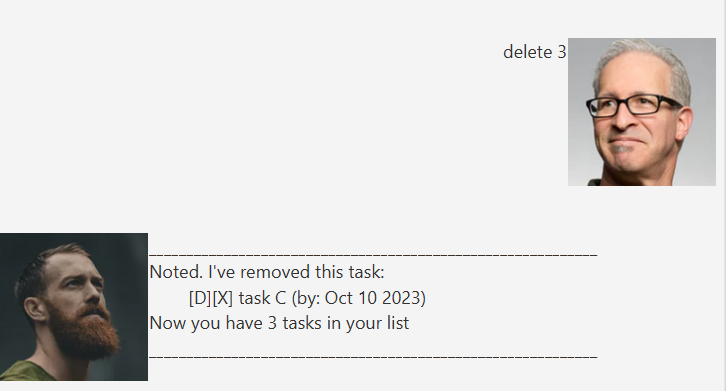 delete 3
____________________________________________________________
Noted. I've removed this task:
[D][X] task C (by: Oct 10 2023)
Now you have 3 tasks in your list
____________________________________________________________